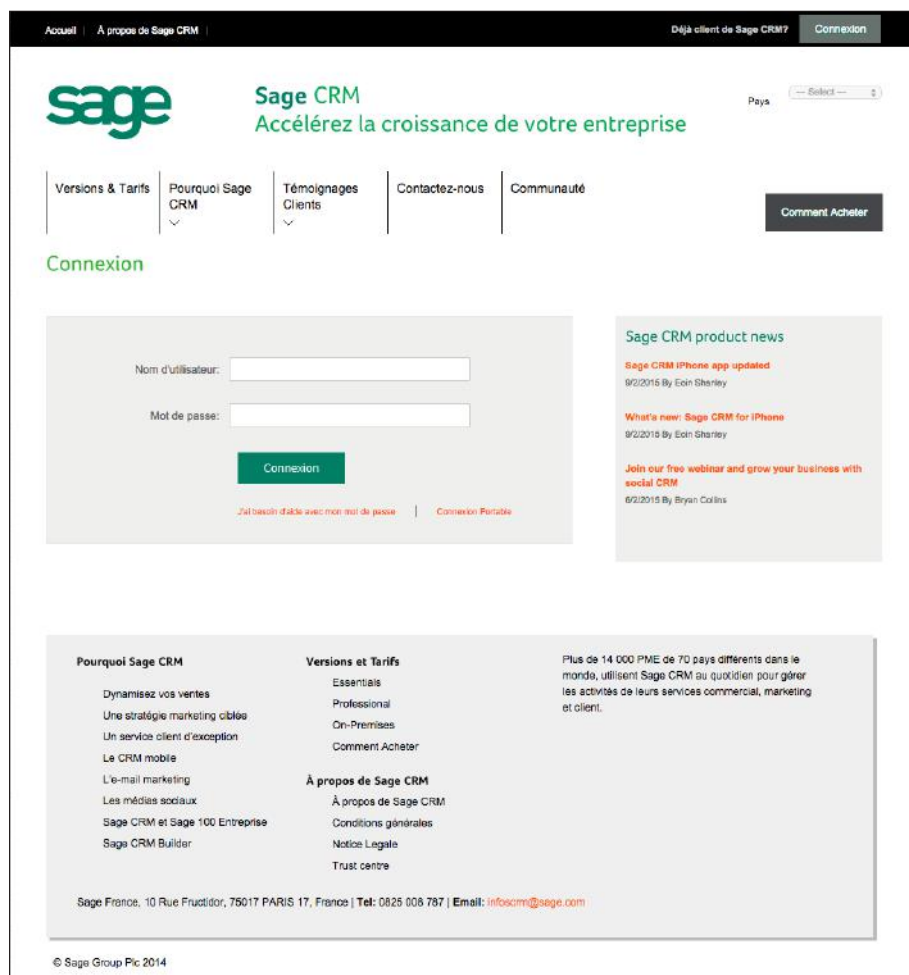 Accueil | À propos de Sage CRM |
Déjà client de Sage CRM? Connexion
sage
Sage CRM
Accélérez la croissance de votre entreprise
Pays --- Select ---
Versions & Tarifs
Pourquoi Sage
CRM
Témoignages
Clients
Contactez-nous
Communauté
Comment Acheter
Connexion
Nom d'utilisateur:
Mot de passe:
Connexion
J'ai besoin d'aide avec mon mot de passe | Connexion Portable
Sage CRM product news
Sage CRM iPhone app updated
9/2/2015 By Eoin Shanley
What's new: Sage CRM for iPhone
9/2/2015 By Eoin Shanley
Join our free webinar and grow your business with
social CRM
6/2/2015 By Bryan Collins
Pourquoi Sage CRM
Dynamisez vos ventes
Une stratégie marketing ciblée
Un service client d'exception
Le CRM mobile
L'e-mail marketing
Les médias sociaux
Sage CRM et Sage 100 Entreprise
Sage CRM Builder
Versions et Tarifs
Essentials
Professional
On-Premises
Comment Acheter
À propos de Sage CRM
À propos de Sage CRM
Conditions générales
Notice Legale
Trust centre
Plus de 14 000 PME de 70 pays différents dans le
monde, utilisent Sage CRM au quotidien pour gérer
les activités de leurs services commercial, marketing
et client.
Sage France, 10 Rue Fructidor, 75017 PARIS 17, France | Tel: 0825 008 787 | Email: infoscrm@sage.com
© Sage Group Plc 2014